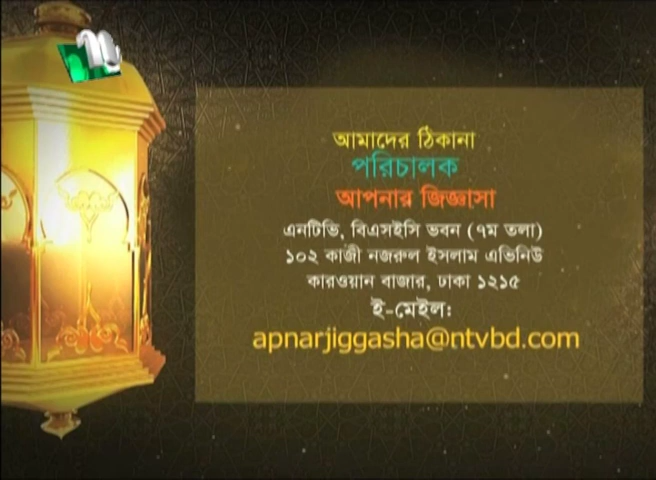 আমাদের ঠিকানা
পরিচালক
আপনার জিজ্ঞাসা
এনটিভি, বিএসইসি ভবন (৭ম তলা)
১০২ কাজী নজরুল ইসলাম এভিনিউ
কারওয়ান বাজার, ঢাকা ১২১৫
ই-মেইল:
apnarjiggasha@ntvbd.com